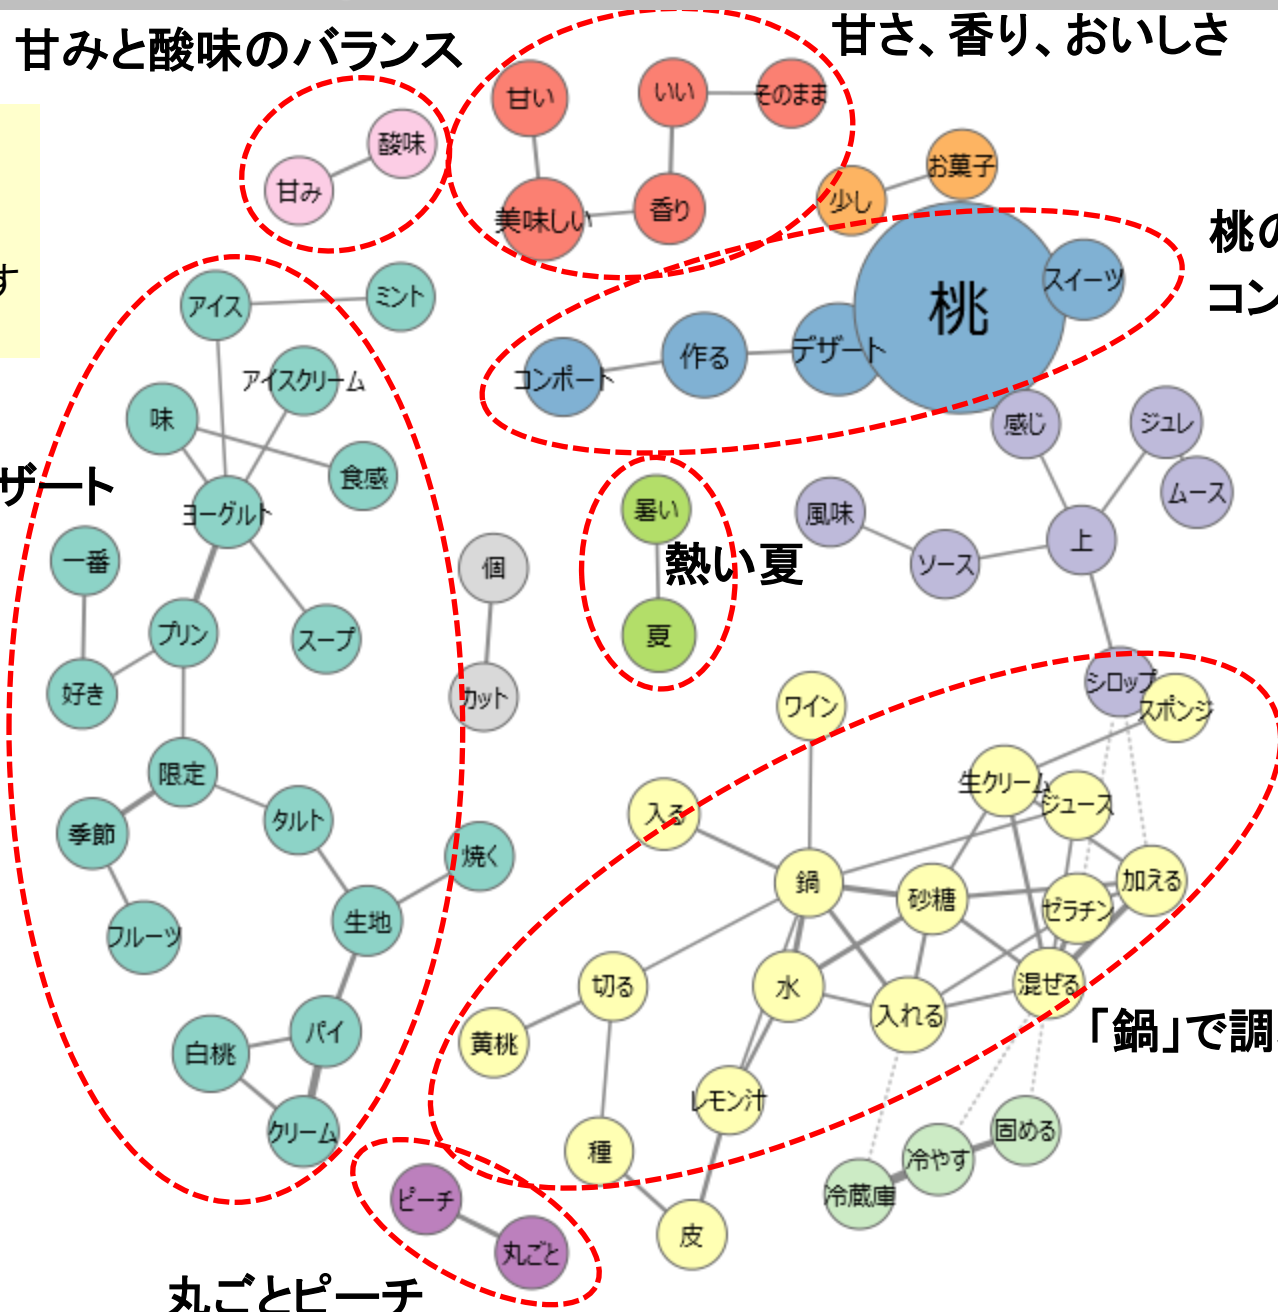 甘みと酸味のバランス
甘さ、香り、おいしさ
甘い
いい
そのまま
酸味
甘み
美味しい
香り
お菓子
少し
桃の
コン
す
桃
スイーツ
デザート
作る
コンポート
アイス
ミント
アイスクリーム
味
食感
ザート
ヨーグルト
一番
プリン
スープ
好き
個
カット
暑い
熱い夏
夏
感じ
ジュレ
ムース
風味
ソース
上
シロップ
スポンジ
限定
季節
タルト
焼く
フルーツ
生地
白桃
パイ
クリーム
ワイン
入る
生クリーム
ジュース
鍋
砂糖
加える
ゼラチン
切る
水
入れる
混ぜる
黄桃
「鍋」で調
レモン汁
種
皮
固める
冷やす
冷蔵庫
ピーチ
丸ごと
丸ごとピーチ